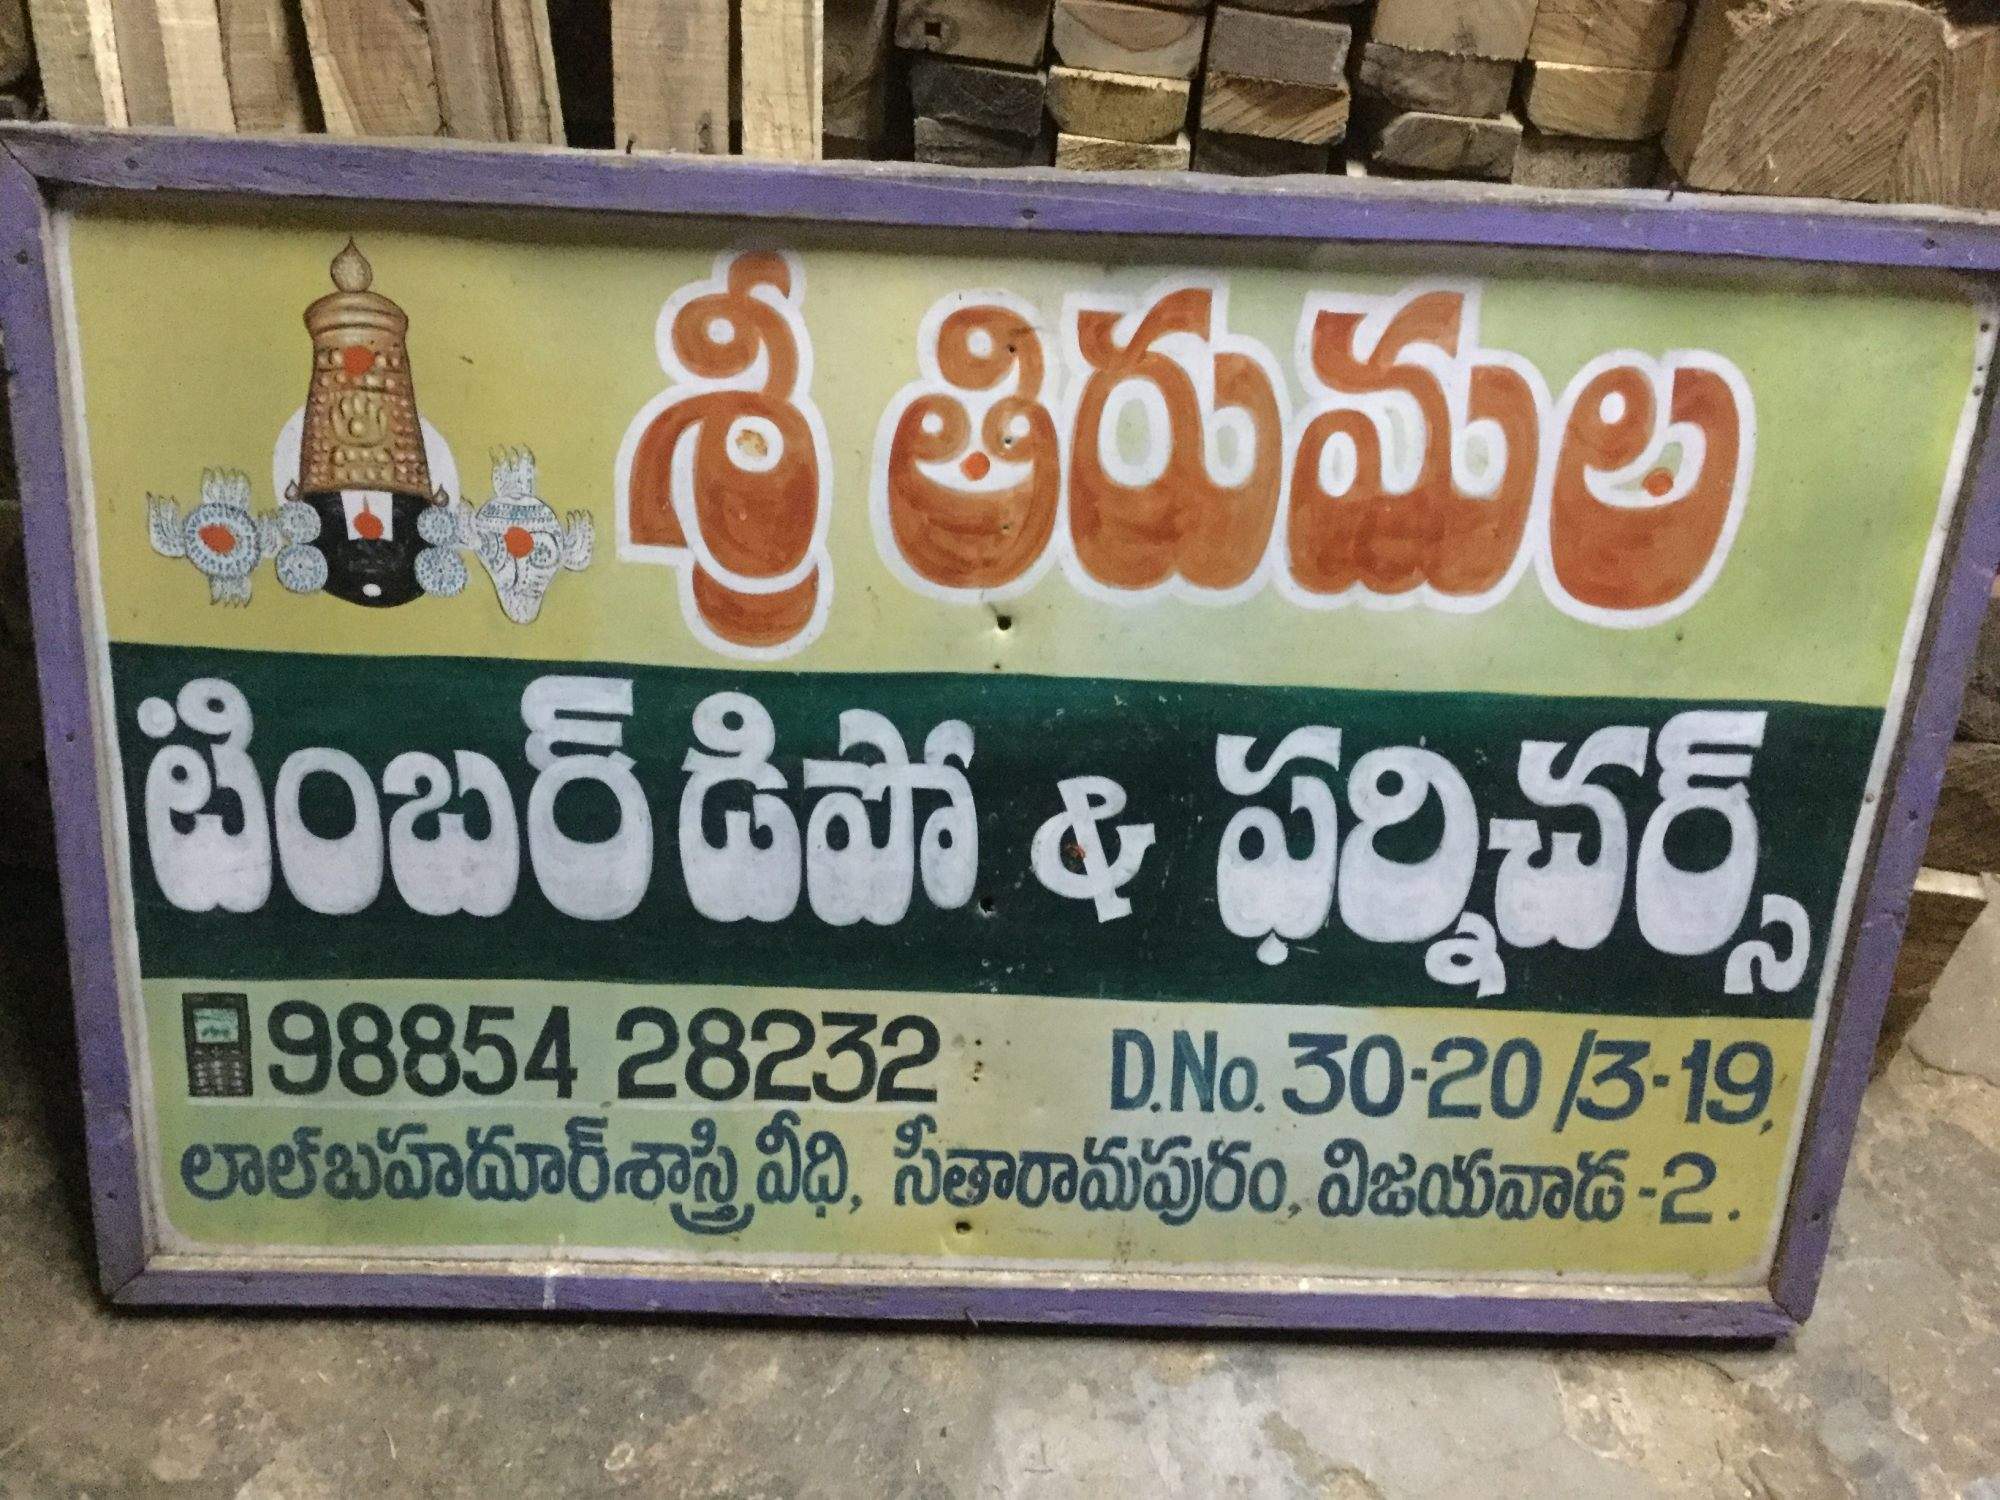 శ్రీ తిరుమల
టింబర్ డిపో & ఫర్నిచర్స్
98854 28232 D.No. 30-20/3-19,
లాల్‌బహదూర్‌శాస్త్రి వీధి, సీతారామపురం, విజయవాడ -2.